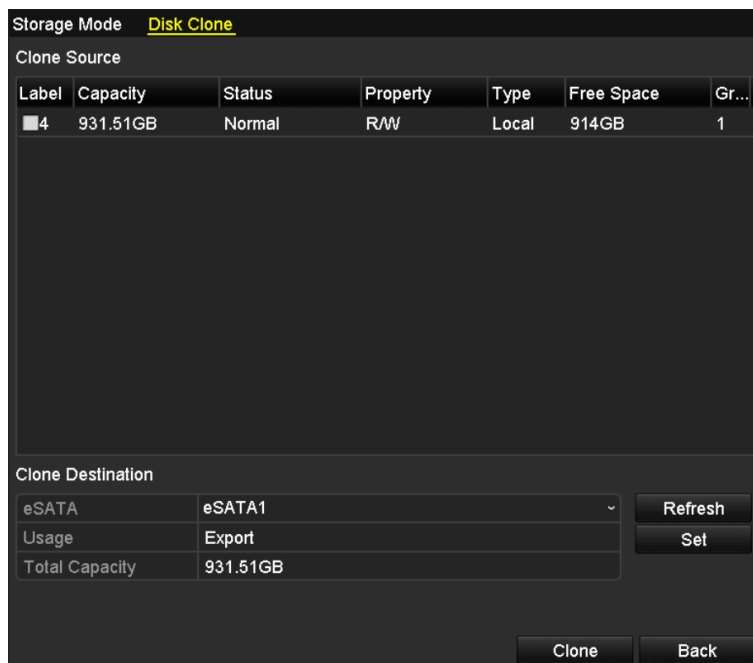 Storage Mode Disk Clone
Clone Source
Label Capacity Status Property Type Free Space Gr...
4 931.51GB Normal R/W Local 914GB 1
Clone Destination
eSATA eSATA1 Refresh
Usage Export Set
Total Capacity 931.51GB
Clone Back